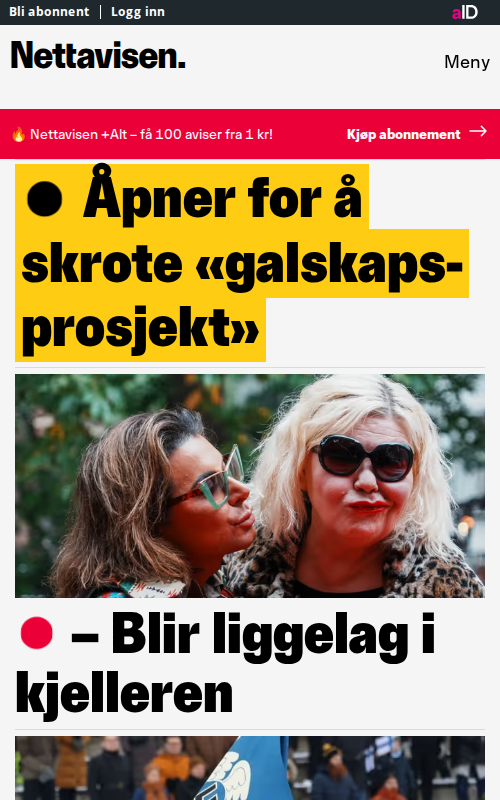 Bli abonnent | Logg inn
aID
Nettavisen.
Meny
🔥 Nettavisen +Alt – få 100 aviser fra 1 kr!
Kjøp abonnement →
Åpner for å
skrote «galskaps-
prosjekt»
– Blir liggelag i
kjelleren